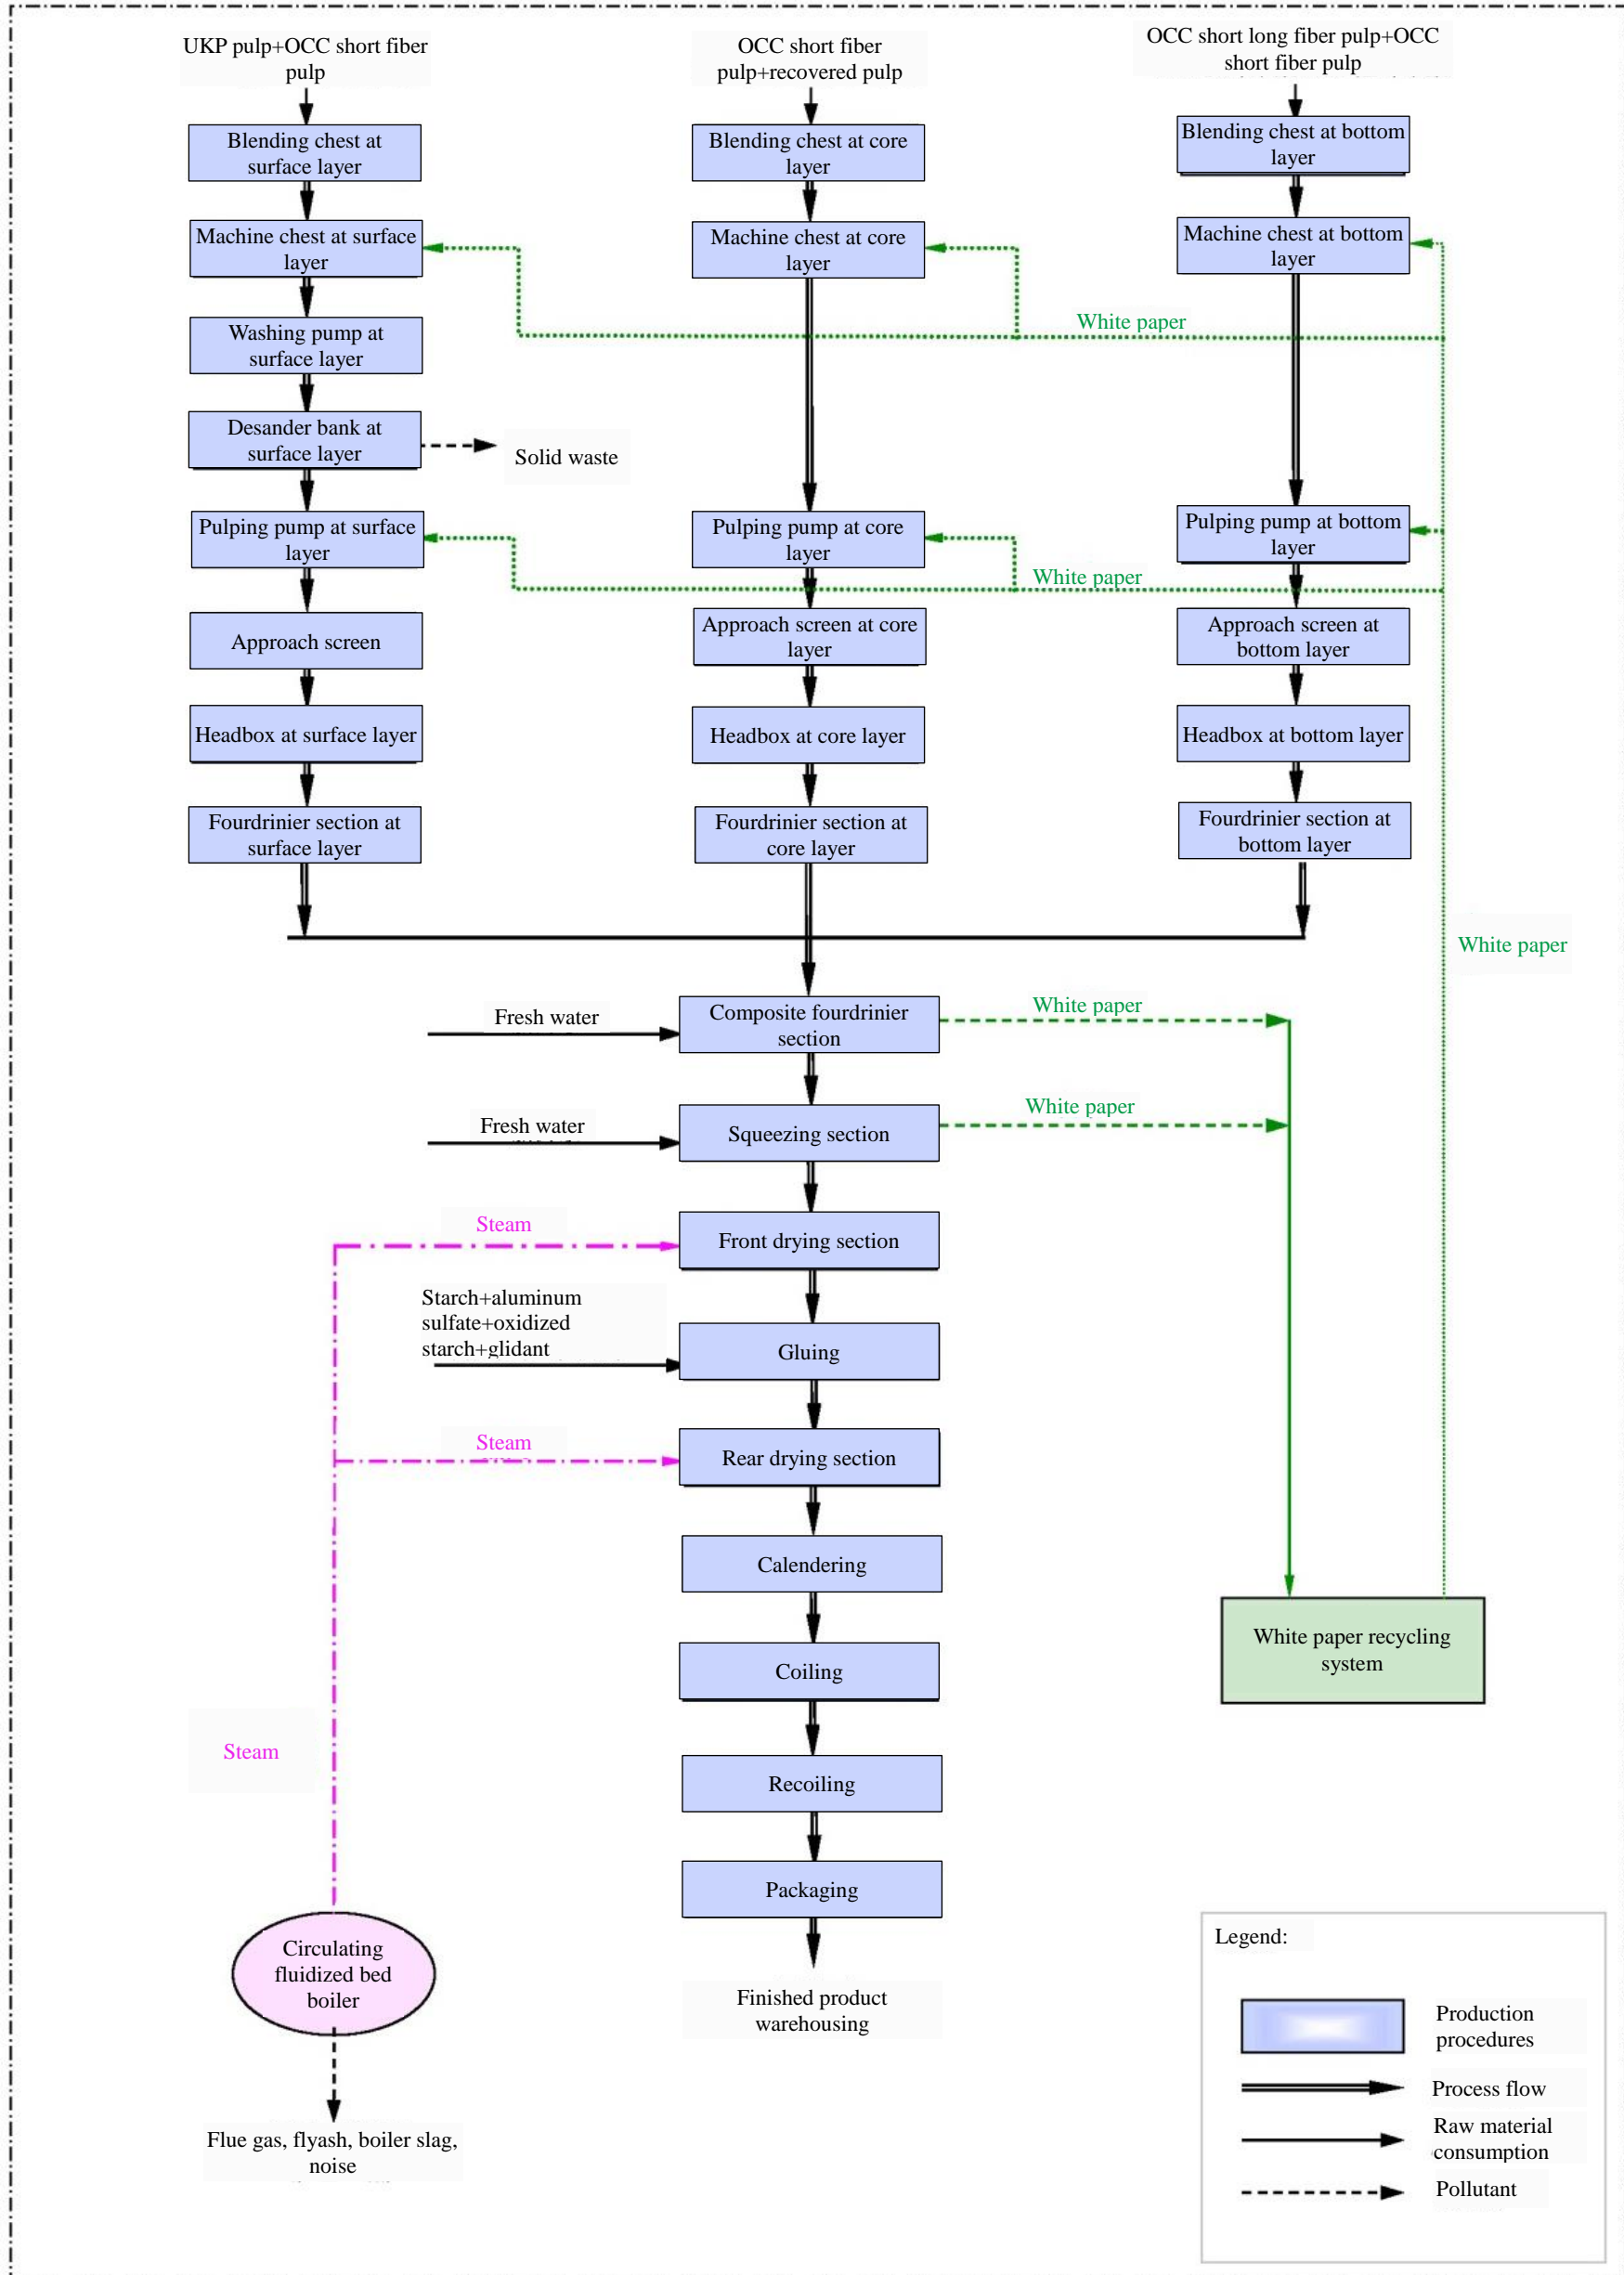 UKP pulp+OCC short fiber
pulp
OCC short fiber
pulp+recovered pulp
OCC short long fiber pulp+OCC
short fiber pulp
Blending chest at
surface layer
Blending chest at core
layer
Blending chest at bottom
layer
Machine chest at surface
layer
Machine chest at core
layer
Machine chest at bottom
layer
White paper
Washing pump at
surface layer
Desander bank at
surface layer
Solid waste
Pulping pump at surface
layer
Pulping pump at core
layer
Pulping pump at bottom
layer
White paper
Approach screen
Approach screen at core
layer
Approach screen at
bottom layer
Headbox at surface layer
Headbox at core layer
Headbox at bottom layer
Fourdrinier section at
surface layer
Fourdrinier section at
core layer
Fourdrinier section at
bottom layer
White paper
Fresh water
Composite fourdrinier
section
White paper
Fresh water
Squeezing section
White paper
Steam
Front drying section
Starch+aluminum
sulfate+oxidized
starch+glidant
Gluing
Steam
Rear drying section
Calendering
Coiling
White paper recycling
system
Steam
Recoiling
Packaging
Circulating
fluidized bed
boiler
Finished product
warehousing
Flue gas, flyash, boiler slag,
noise
Legend:
Production
procedures
Process flow
Raw material
consumption
Pollutant